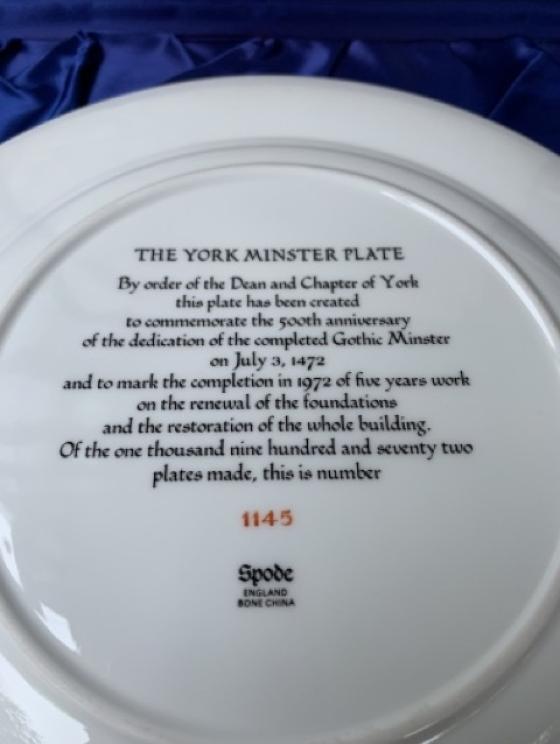 THE YORK MINSTER PLATE
By order of the Dean and Chapter of York
this plate has been created
to commemorate the 500th anniversary
of the dedication of the completed Gothic Minster
on July 3, 1472
and to mark the completion in 1972 of five years work
on the renewal of the foundations
and the restoration of the whole building.
Of the one thousand nine hundred and seventy two
plates made, this is number
1145
Spode
ENGLAND
BONE CHINA